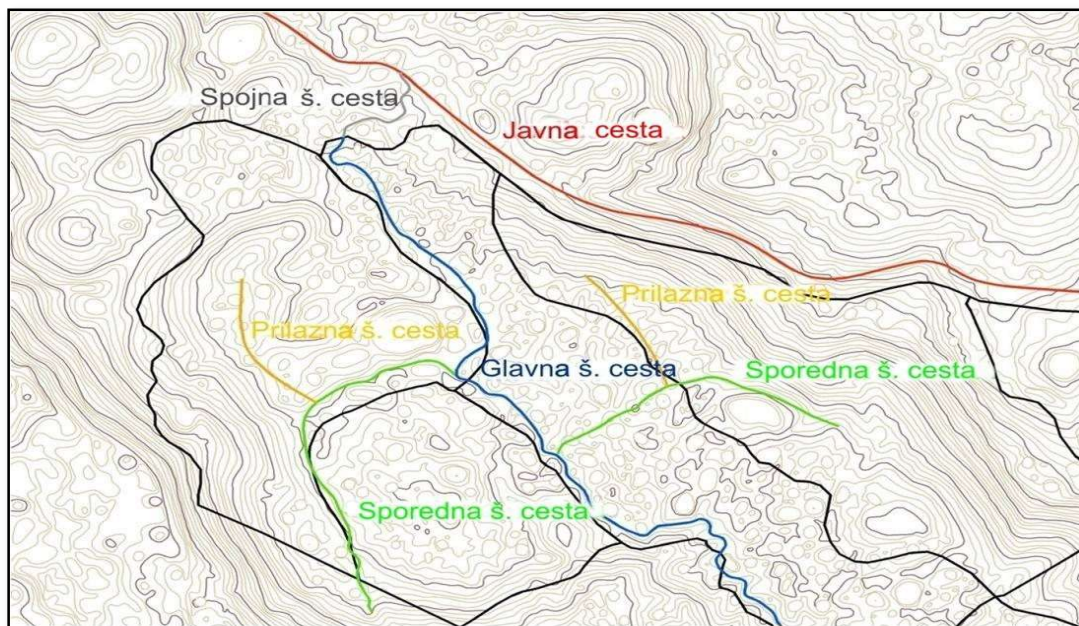 Spojna š. cesta
Javna cesta
Prilazna š. cesta
Prilazna š. cesta
Glavna š. cesta
Sporedna š. cesta
Sporedna š. cesta